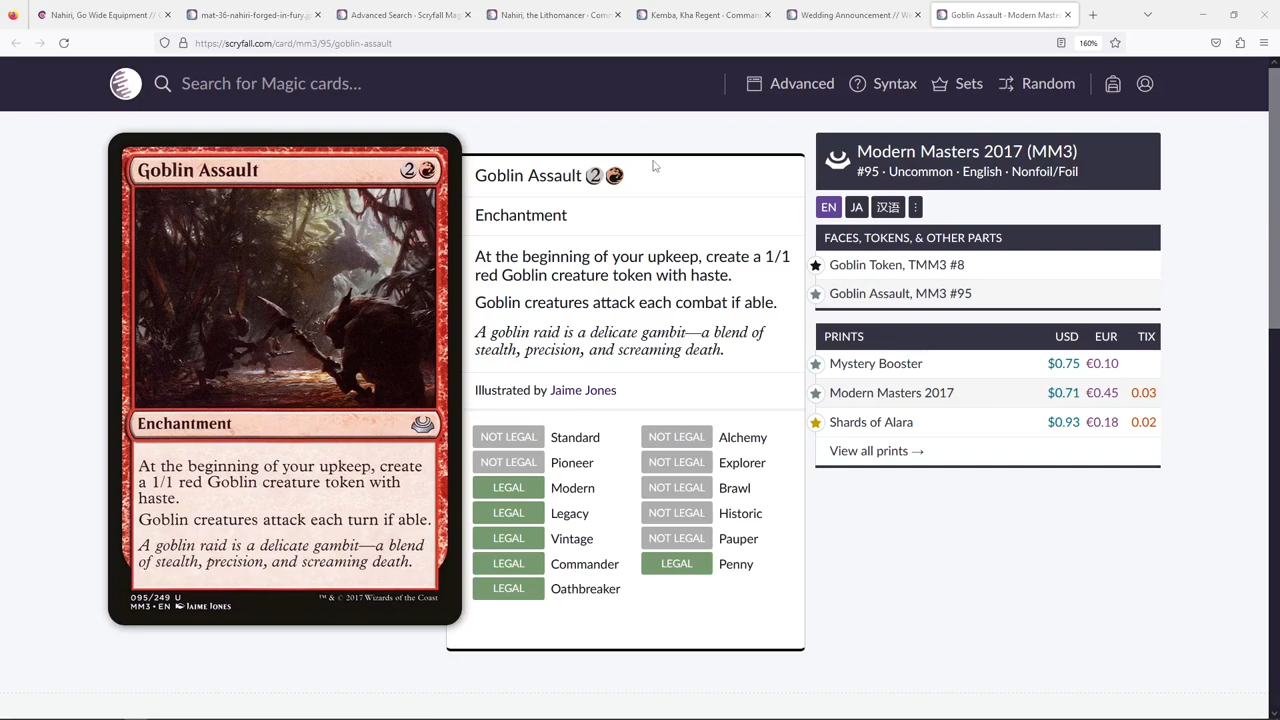 Nahiri, Go Wide Equipment //
mat-36-nahiri-forged-in-fury.j
Advanced Search · Scryfall Mag
Nahiri, the Lithomancer · Com
Kemba, Kha Regent · Comman
Wedding Announcement // W
Goblin Assault · Modern Maste
https://scryfall.com/card/mm3/95/goblin-assault
160%
Search for Magic cards...
Advanced
Syntax
Sets
Random
Goblin Assault 2
Enchantment
At the beginning of your upkeep, create
a 1/1 red Goblin creature token with
haste.
Goblin creatures attack each turn if able.
A goblin raid is a delicate gambit—a blend
of stealth, precision, and screaming death.
095/249 U
MM3 • EN Jaime Jones
™ & © 2017 Wizards of the Coast
Goblin Assault 2
Enchantment
At the beginning of your upkeep, create a 1/1
red Goblin creature token with haste.
Goblin creatures attack each combat if able.
A goblin raid is a delicate gambit—a blend of
stealth, precision, and screaming death.
Illustrated by Jaime Jones
NOT LEGAL Standard NOT LEGAL Alchemy
NOT LEGAL Pioneer NOT LEGAL Explorer
LEGAL Modern NOT LEGAL Brawl
LEGAL Legacy NOT LEGAL Historic
LEGAL Vintage NOT LEGAL Pauper
LEGAL Commander LEGAL Penny
LEGAL Oathbreaker
Modern Masters 2017 (MM3)
#95 · Uncommon · English · Nonfoil/Foil
EN JA 汉语
FACES, TOKENS, & OTHER PARTS
Goblin Token, TMM3 #8
Goblin Assault, MM3 #95
PRINTS USD EUR TIX
Mystery Booster $0.75 €0.10
Modern Masters 2017 $0.71 €0.45 0.03
Shards of Alara $0.93 €0.18 0.02
View all prints →